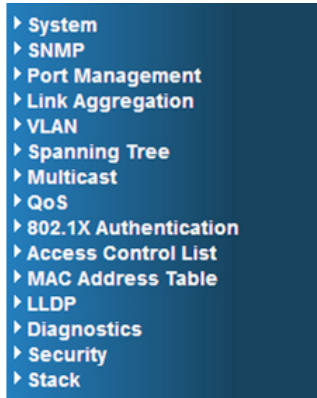 System
SNMP
Port Management
Link Aggregation
VLAN
Spanning Tree
Multicast
QoS
802.1X Authentication
Access Control List
MAC Address Table
LLDP
Diagnostics
Security
Stack